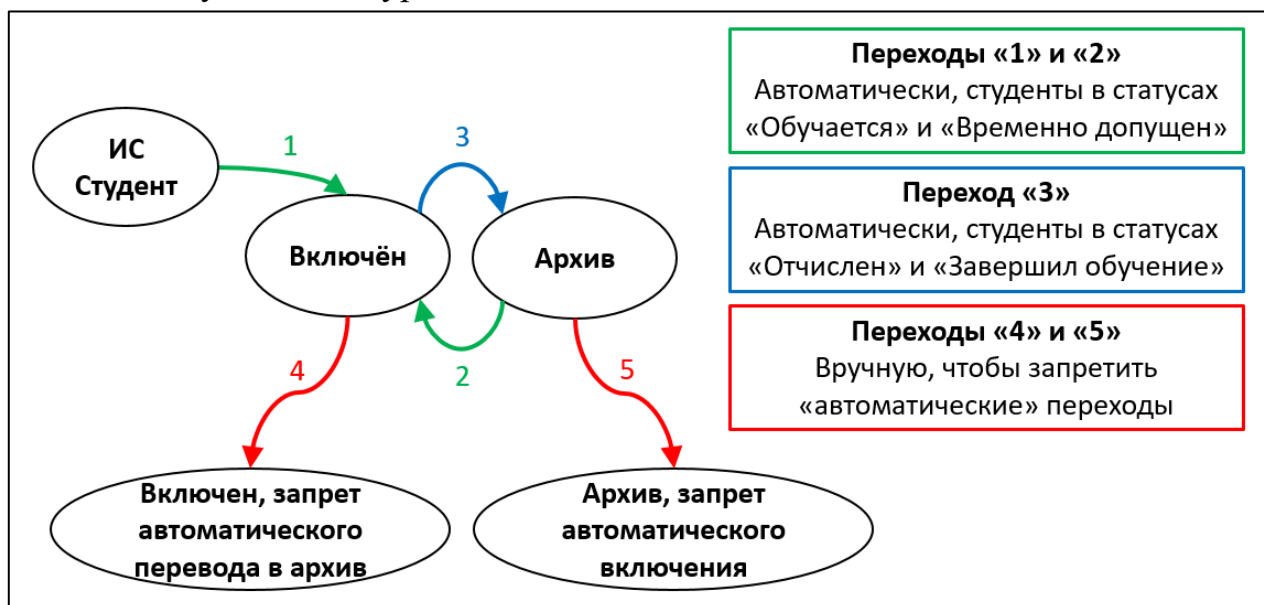 ИС
Студент
1
3
Включён
Архив
4
2
5
Включен, запрет
автоматического
перевода в архив
Архив, запрет
автоматического
включения
Переходы «1» и «2»
Автоматически, студенты в статусах
«Обучается» и «Временно допущен»
Переход «3»
Автоматически, студенты в статусах
«Отчислен» и «Завершил обучение»
Переходы «4» и «5»
Вручную, чтобы запретить
«автоматические» переходы